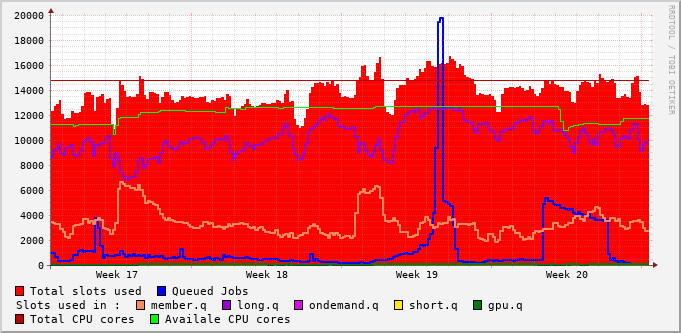 20000
18000
16000
14000
12000
10000
8000
6000
4000
2000
0
Week 17 Week 18 Week 19 Week 20
Total slots used Queued Jobs
Slots used in : member.q long.q ondemand.q short.q gpu.q
Total CPU cores Availale CPU cores
RRDTOOL / TOBI OETIKER